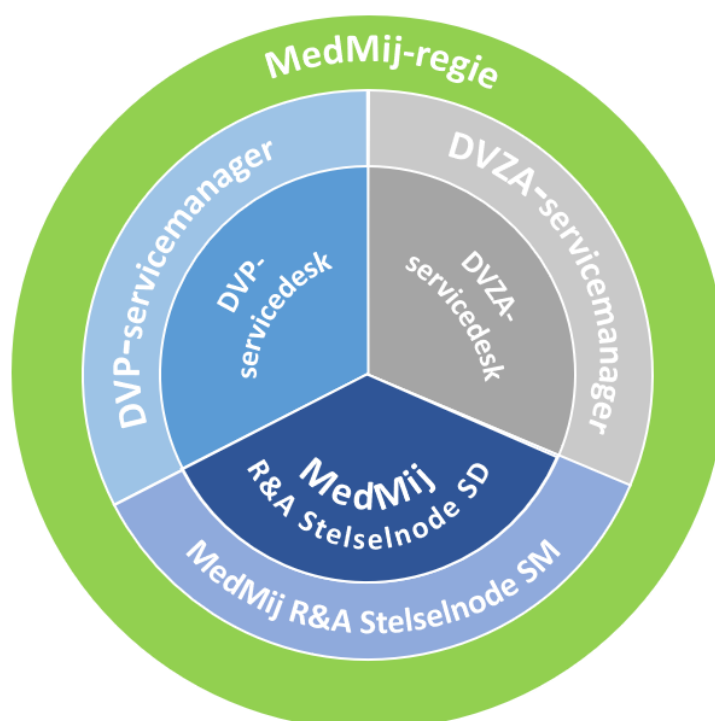 MedMij-regie
DVP-servicemanager
DVZA-servicemanager
DVP-
servicedesk
DVZA-
servicedesk
MedMij
R&A Stelselnode SD
MedMij R&A Stelselnode SM